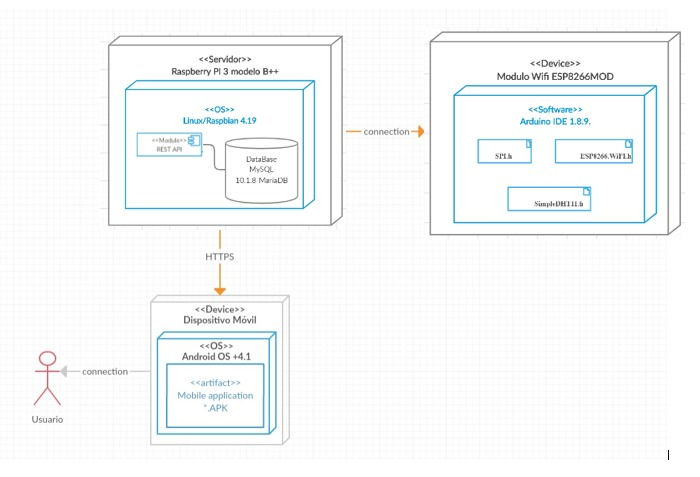 <<Servidor>>
Raspberry PI 3 modelo B++
<<OS>>
Linux/Raspbian 4.19
<<Modulo>>
REST API
DataBase
MySQL
10.1.8-MariaDB
connection
<<Device>>
Modulo Wifi ESP8266MOD
<<Software>>
Arduino IDE 1.8.9.
SPI.h
ESP8266.WiFI.h
SimpleDHT11.h
HTTPS
<<Device>>
Dispositivo Móvil
<<OS>>
Android OS +4.1
<<artifact>>
Mobile application
*.APK
connection
Usuario